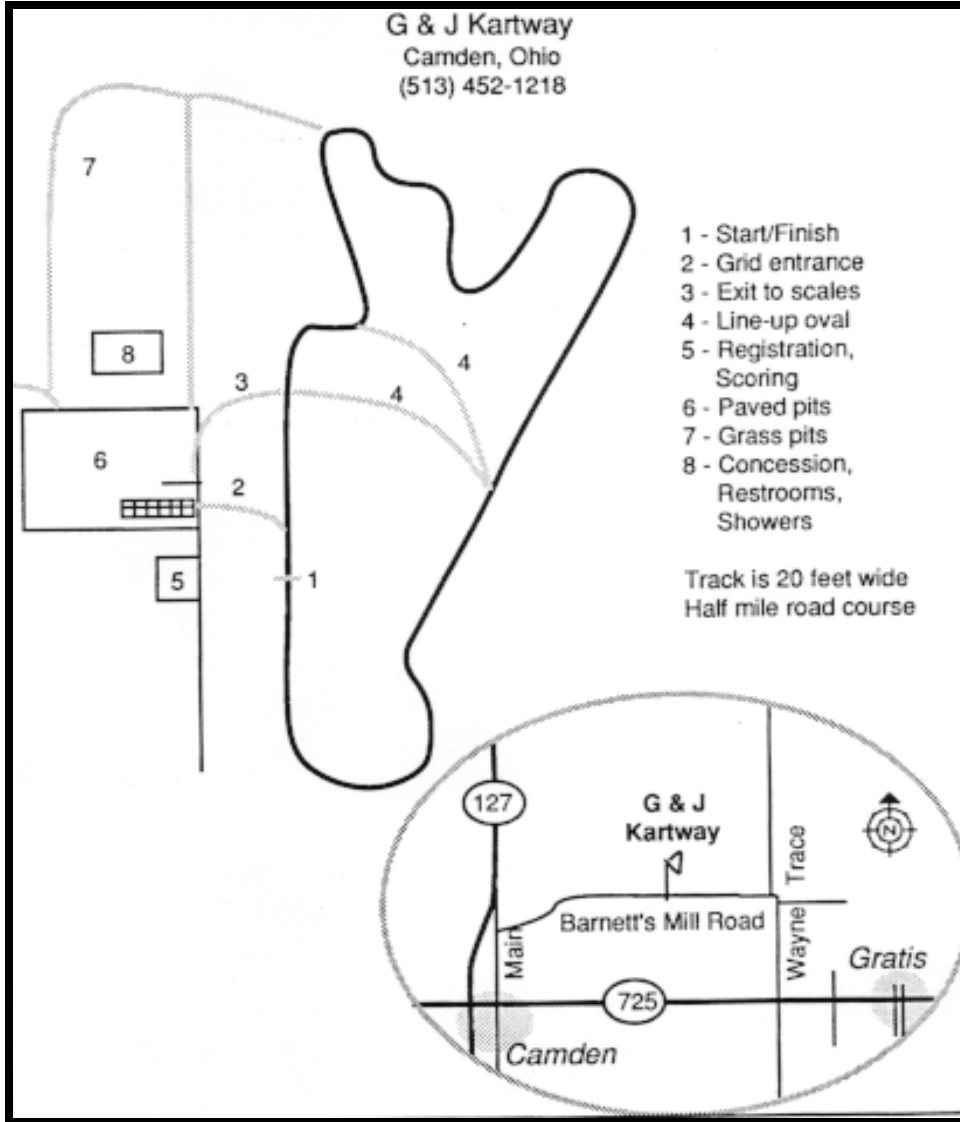 G & J Kartway
Camden, Ohio
(513) 452-1218
7
8
3
4
4
6
2
5
1
1 - Start/Finish
2 - Grid entrance
3 - Exit to scales
4 - Line-up oval
5 - Registration,
Scoring
6 - Paved pits
7 - Grass pits
8 - Concession,
Restrooms,
Showers
Track is 20 feet wide
Half mile road course
127
G & J
Kartway
N
Trace
Barnett's Mill Road
Main
Wayne
Gratis
725
Camden